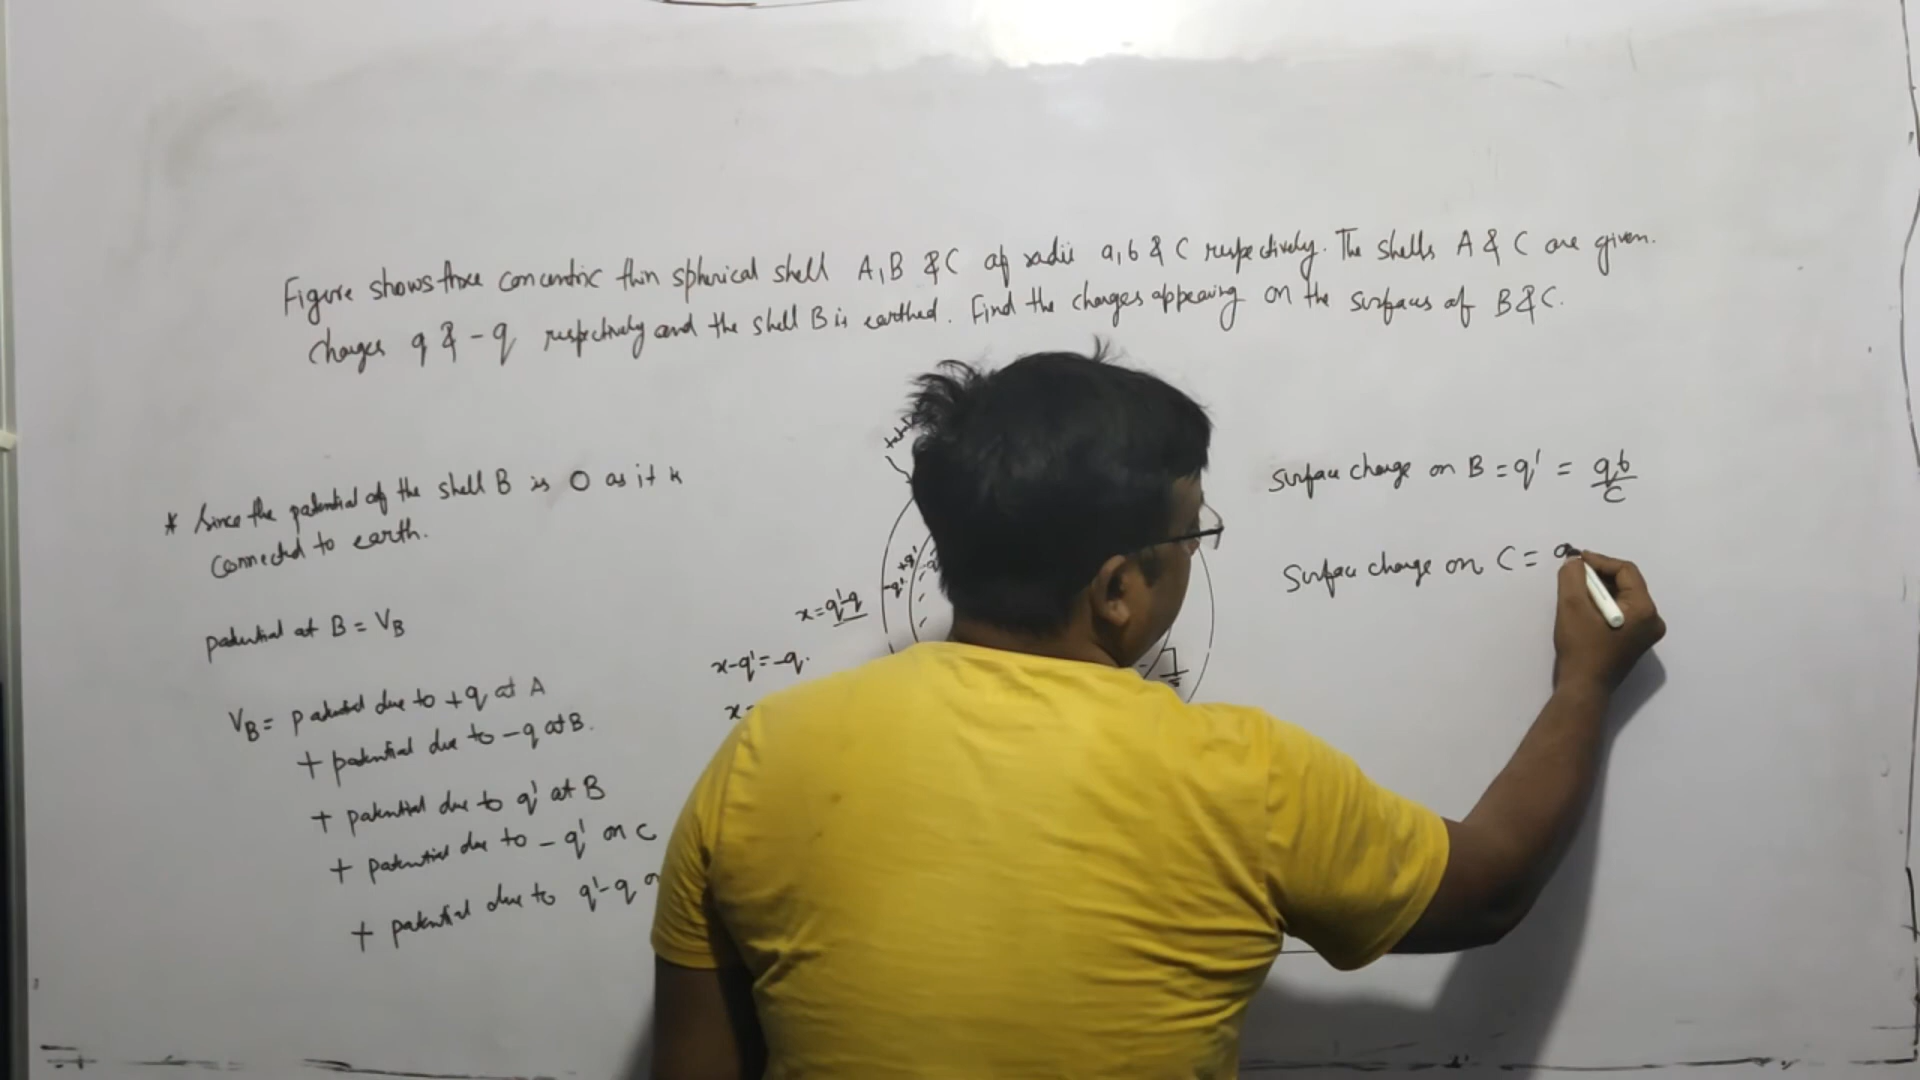 Figure shows three concentric thin spherical shell A, B & C of radii a, b & C respectively. The shells A & C are given.
Charges q & -q respectively and the shell B is earthed. Find the charges appearing on the surfaces of B & C.
* Since the potential of the shell B is 0 as it is
Connected to earth.
potential at B = VB
VB = potential due to +q at A
+ potential due to -q at B.
+ potential due to q' at B
+ potential due to -q' on C
+ potential due to q'-q
total
+q'
-q'
x = q'-q
x-q' = -q.
x =
Surface charge on B = q' = qb/C
Surface charge on C =